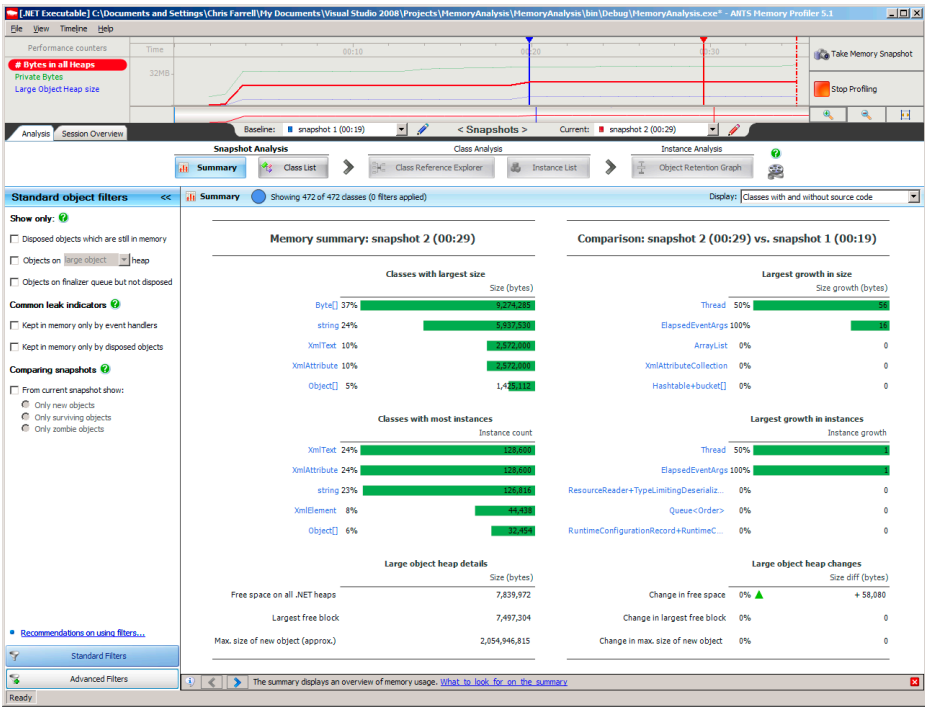 [.NET Executable] C:\Documents and Settings\Chris Farrell\My Documents\Visual Studio 2008\Projects\MemoryAnalysis\MemoryAnalysis\bin\Debug\MemoryAnalysis.exe* - ANTS Memory Profiler 5.1
File View Timeline Help
Performance counters
# Bytes in all Heaps
Private Bytes
Large Object Heap size
Time 00:10 00:20 00:30
32MB
Take Memory Snapshot
Stop Profiling
Analysis Session Overview
Baseline: snapshot 1 (00:19) < Snapshots > Current: snapshot 2 (00:29)
Snapshot Analysis Class Analysis Instance Analysis
Summary Class List Class Reference Explorer Instance List Object Retention Graph
Standard object filters <<
Show only:
Disposed objects which are still in memory
Objects on large object heap
Objects on finalizer queue but not disposed
Common leak indicators
Kept in memory only by event handlers
Kept in memory only by disposed objects
Comparing snapshots
From current snapshot show:
Only new objects
Only surviving objects
Only zombie objects
Recommendations on using filters...
Standard Filters
Advanced Filters
Summary Showing 472 of 472 classes (0 filters applied) Display: Classes with and without source code
Memory summary: snapshot 2 (00:29)
Classes with largest size
Size (bytes)
Byte[] 37% 9,274,285
string 24% 5,937,530
XmlText 10% 2,572,000
XmlAttribute 10% 2,572,000
Object[] 5% 1,425,112
Classes with most instances
Instance count
XmlText 24% 128,600
XmlAttribute 24% 128,600
string 23% 126,816
XmlElement 8% 44,438
Object[] 6% 32,454
Large object heap details
Size (bytes)
Free space on all .NET heaps 7,839,972
Largest free block 7,497,304
Max. size of new object (approx.) 2,054,946,815
Comparison: snapshot 2 (00:29) vs. snapshot 1 (00:19)
Largest growth in size
Size growth (bytes)
Thread 50% 56
ElapsedEventArgs 100% 16
ArrayList 0% 0
XmlAttributeCollection 0% 0
Hashtable+bucket[] 0% 0
Largest growth in instances
Instance growth
Thread 50% 1
ElapsedEventArgs 100% 1
ResourceReader+TypeLimitingDeserializ... 0% 0
Queue<Order> 0% 0
RuntimeConfigurationRecord+RuntimeC... 0% 0
Large object heap changes
Size diff (bytes)
Change in free space 0% + 58,080
Change in largest free block 0% 0
Change in max. size of new object 0% 0
The summary displays an overview of memory usage. What to look for on the summary
Ready